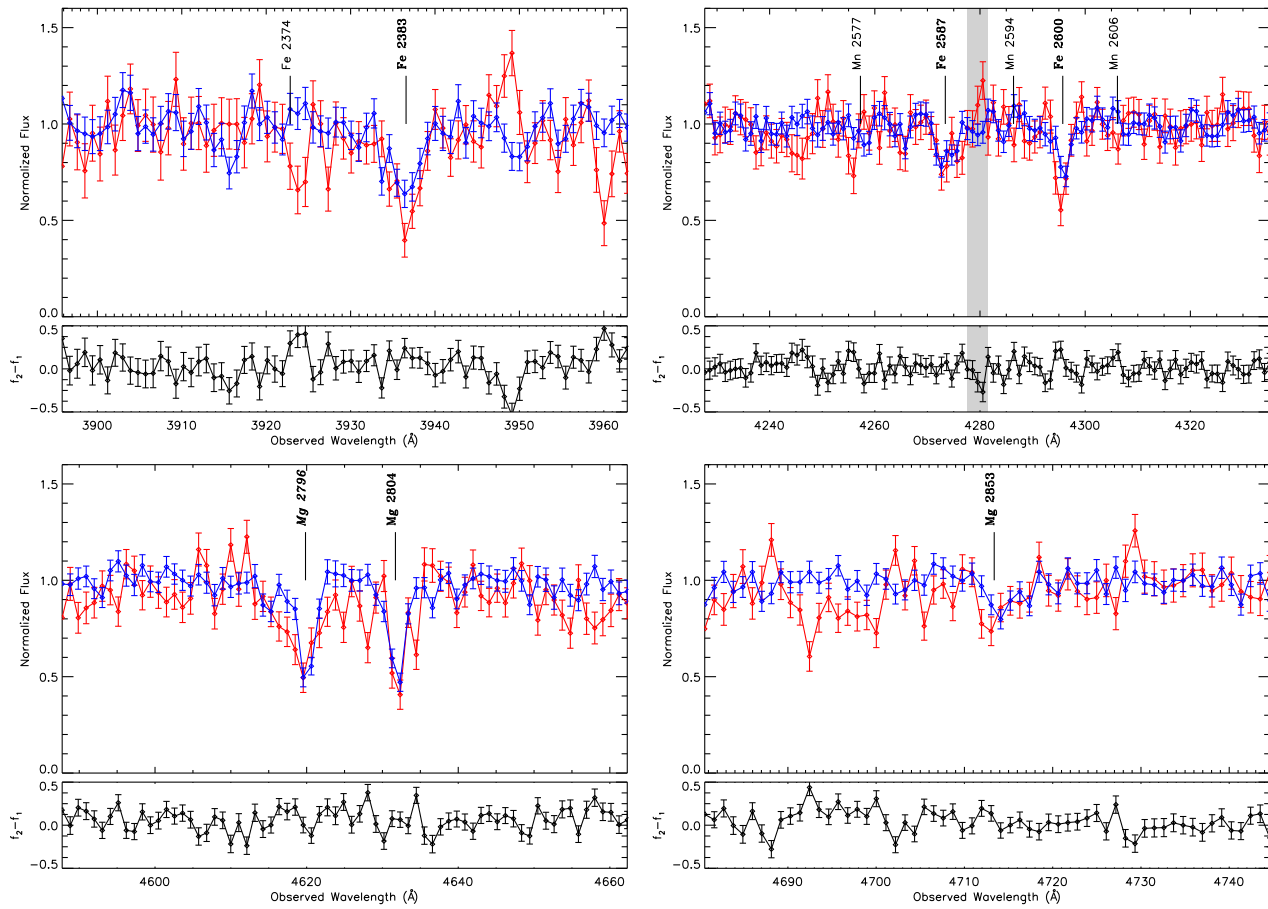 1.5
1.0
0.5
0.0
Normalized Flux
Fe 2374
Fe 2383
0.5
0.0
−0.5
f2−f1
3900 3910 3920 3930 3940 3950 3960
Observed Wavelength (Å)
1.5
1.0
0.5
0.0
Normalized Flux
Mn 2577
Fe 2587
Mn 2594
Fe 2600
Mn 2606
0.5
0.0
−0.5
f2−f1
4240 4260 4280 4300 4320
Observed Wavelength (Å)
1.5
1.0
0.5
0.0
Normalized Flux
Mg 2796
Mg 2804
0.5
0.0
−0.5
f2−f1
4600 4620 4640 4660
Observed Wavelength (Å)
1.5
1.0
0.5
0.0
Normalized Flux
Mg 2853
0.5
0.0
−0.5
f2−f1
4690 4700 4710 4720 4730 4740
Observed Wavelength (Å)